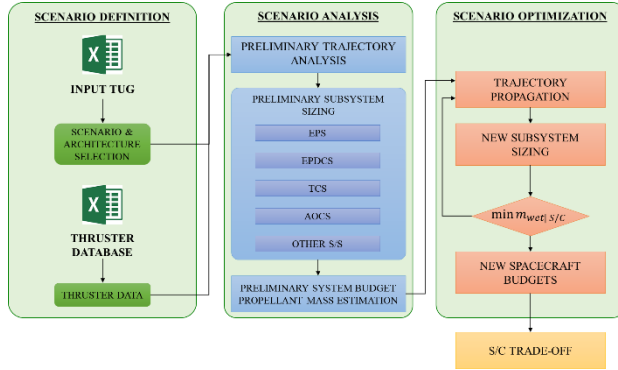 SCENARIO DEFINITION
INPUT TUG
SCENARIO &
ARCHITECTURE
SELECTION
THRUSTER
DATABASE
THRUSTER DATA
SCENARIO ANALYSIS
PRELIMINARY TRAJECTORY
ANALYSIS
PRELIMINARY SUBSYSTEM
SIZING
EPS
EPDCS
TCS
AOCS
OTHER S/S
PRELIMINARY SYSTEM BUDGET
PROPELLANT MASS ESTIMATION
SCENARIO OPTIMIZATION
TRAJECTORY
PROPAGATION
NEW SUBSYSTEM
SIZING
min m_wet| S/C
NEW SPACECRAFT
BUDGETS
S/C TRADE-OFF